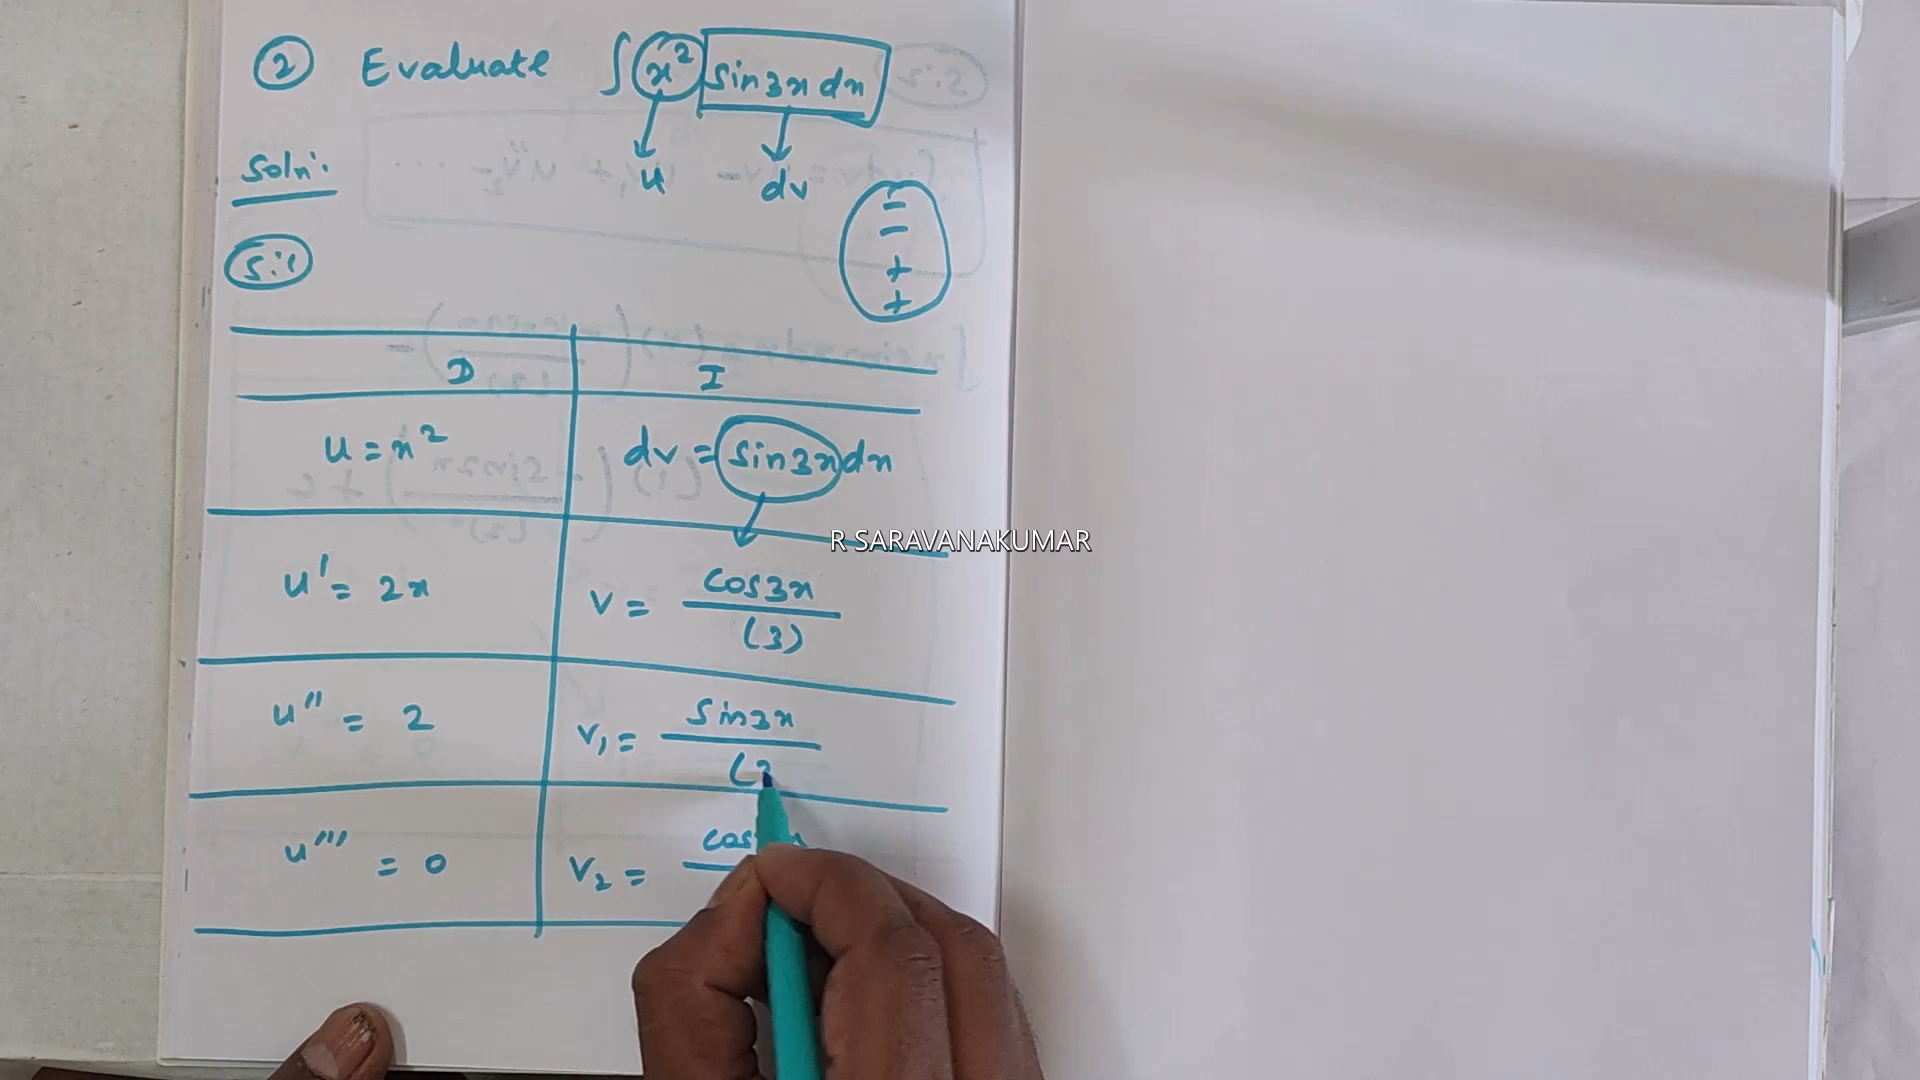 ② Evaluate ∫ x² sin3x dx
u dv
Soln:
S:1
=
=
+
+
D I
u = x² dv = sin3x dx
R SARAVANAKUMAR
u' = 2x v = cos3x / (3)
u'' = 2 v₁ = sin3x / (3
u''' = 0 v₂ =